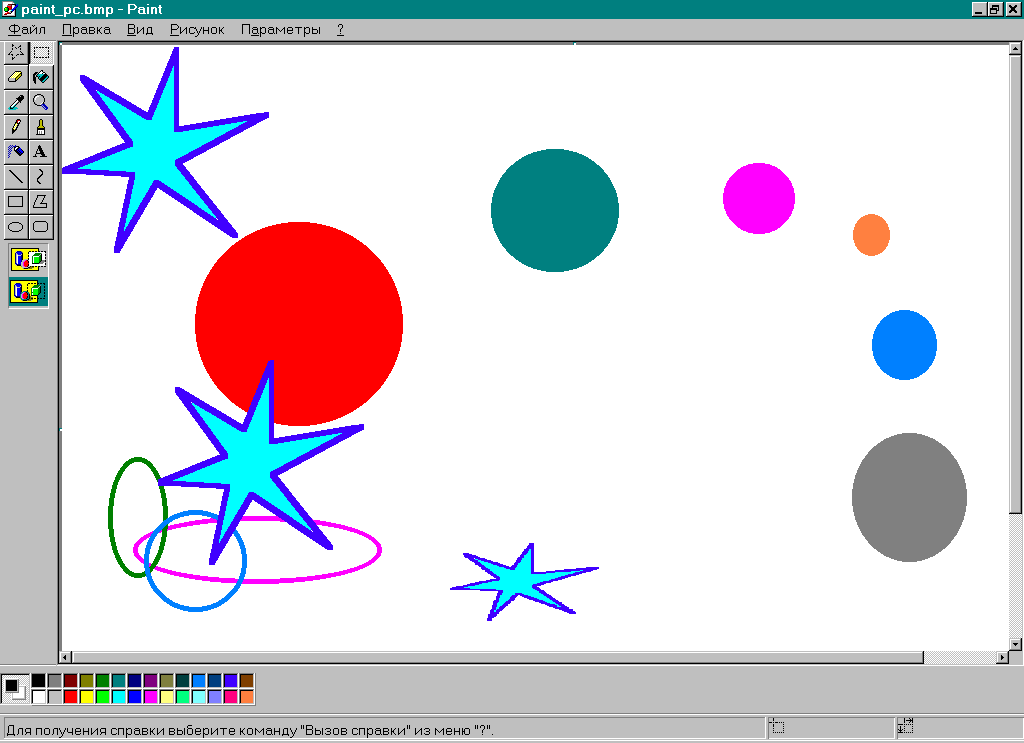 paint_pc.bmp - Paint
Файл Правка Вид Рисунок Параметры ?
A
Для получения справки выберите команду "Вызов справки" из меню "?".